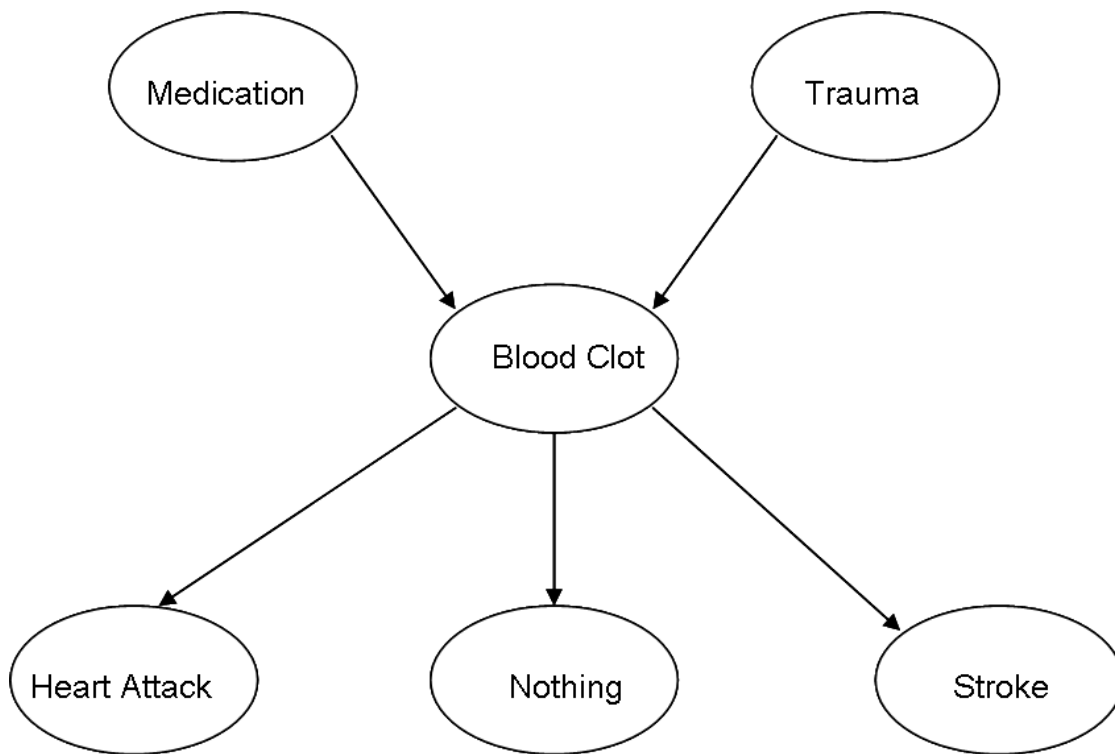 Medication
Trauma
Blood Clot
Heart Attack
Nothing
Stroke